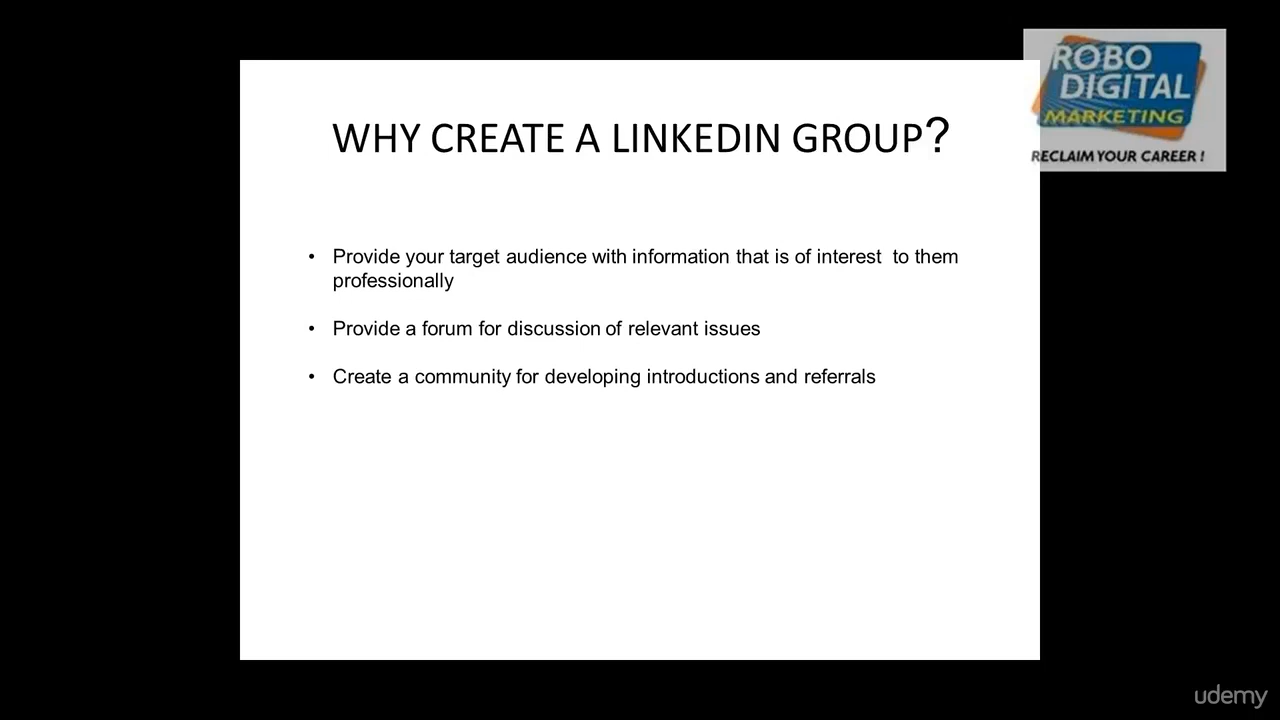 ROBO
DIGITAL
MARKETING
RECLAIM YOUR CAREER !
WHY CREATE A LINKEDIN GROUP?
• Provide your target audience with information that is of interest  to them
professionally
• Provide a forum for discussion of relevant issues
• Create a community for developing introductions and referrals
udemy